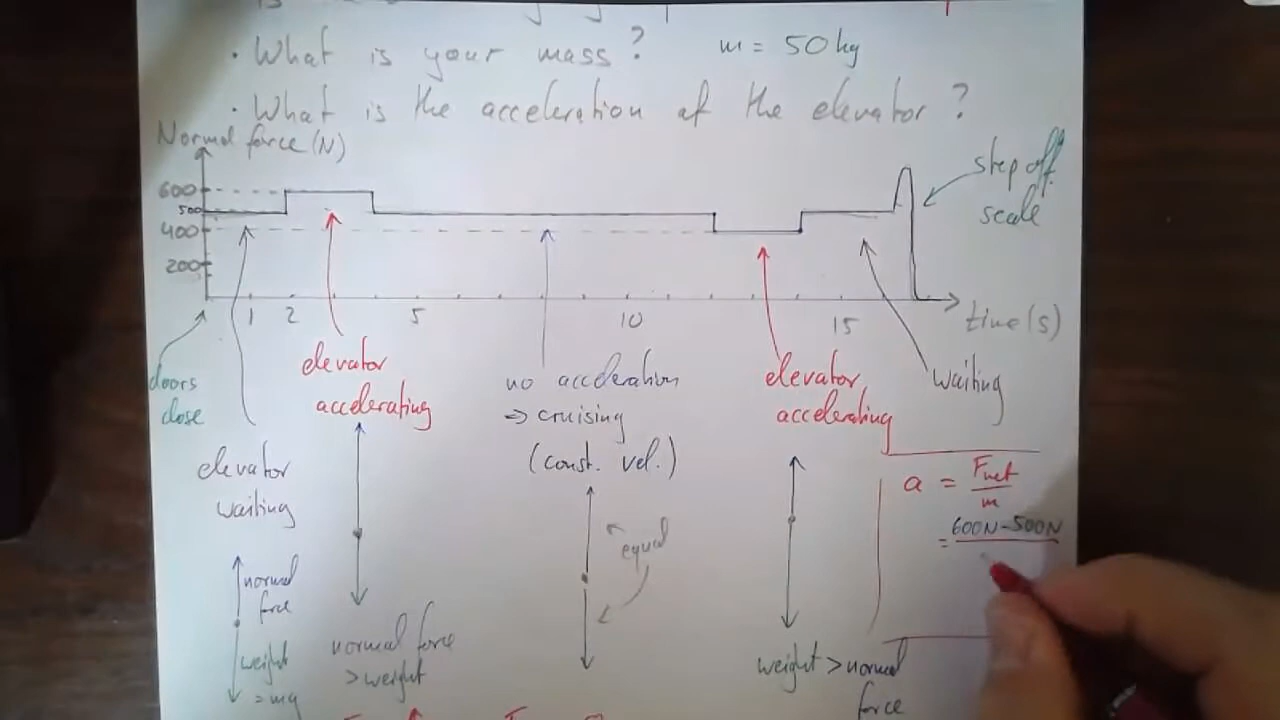 is
· What is your mass? m = 50 kg
· What is the acceleration of the elevator?
Normal force (N)
600
500
400
200
1 2 5 10 15
time (s)
step off
scale
doors
close
elevator
accelerating
no acceleration
⇒ cruising
(const. vel.)
elevator
accelerating
waiting
elevator
waiting
normal
force
weight
= mg
normal force
> weight
equal
weight > normal
force
a = Fnet
m
= 600N - 500N